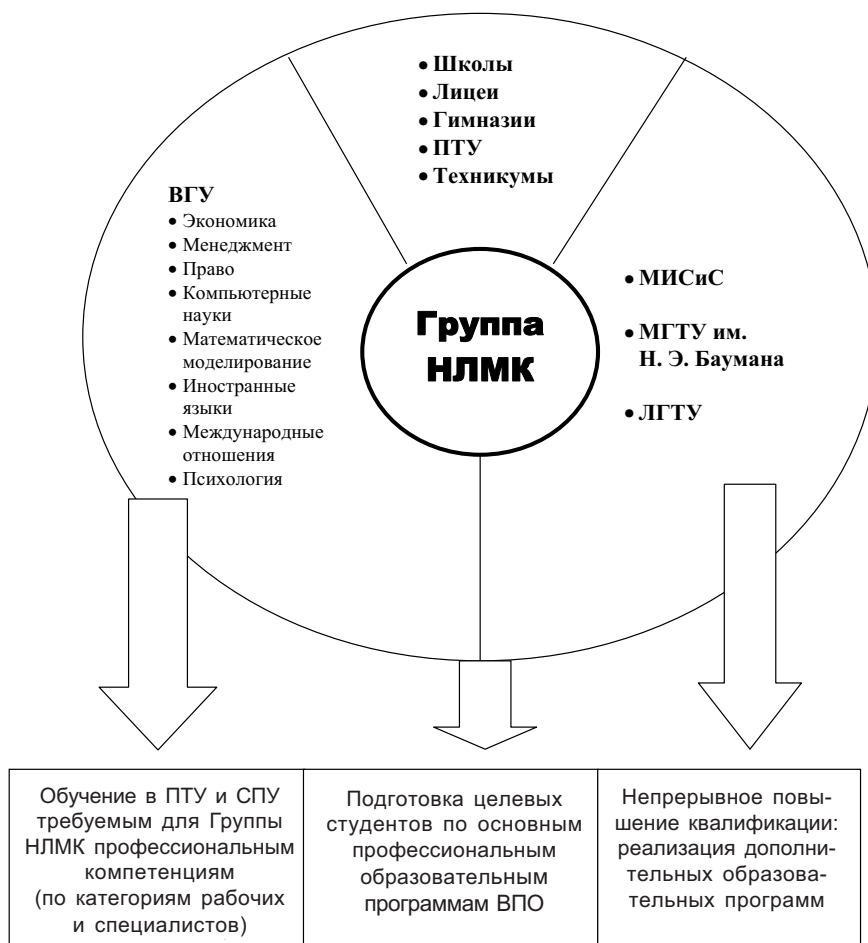 • Школы
• Лицеи
• Гимназии
• ПТУ
• Техникумы
ВГУ
• Экономика
• Менеджмент
• Право
• Компьютерные
науки
• Математическое
моделирование
• Иностранные
языки
• Международные
отношения
• Психология
Группа
НЛМК
• МИСиС
• МГТУ им.
Н. Э. Баумана
• ЛГТУ
Обучение в ПТУ и СПУ
требуемым для Группы
НЛМК профессиональным
компетенциям
(по категориям рабочих
и специалистов)
Подготовка целевых
студентов по основным
профессиональным
образовательным
программам ВПО
Непрерывное повы-
шение квалификации:
реализация дополни-
тельных образова-
тельных программ